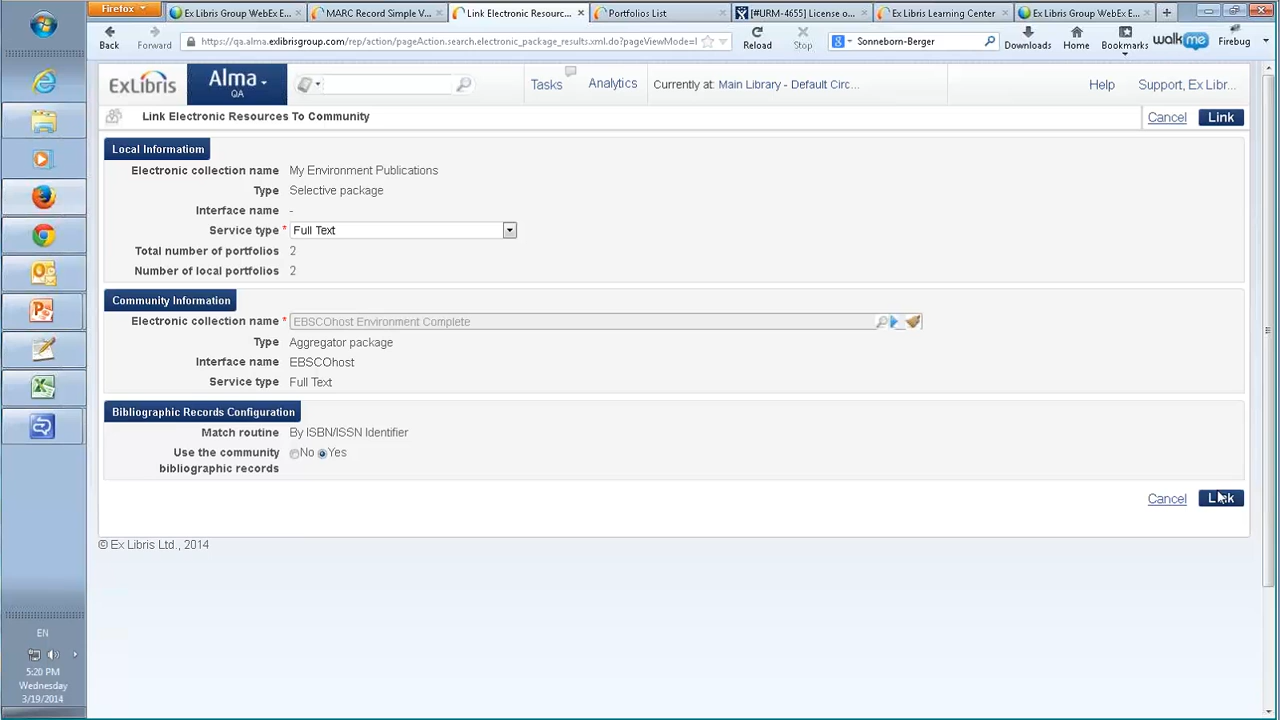 Firefox
Ex Libris Group WebEx E...
MARC Record Simple V...
Link Electronic Resourc...
Portfolios List
[#URM-4655] License o...
Ex Libris Learning Center
Ex Libris Group WebEx E...
Back
Forward
https://qa.alma.exlibrisgroup.com/rep/action/pageAction.search.electronic_package_results.xml.do?pageViewMode=I
Reload
Stop
Sonneborn-Berger
Downloads
Home
Bookmarks
walkme
Firebug
ExLibris
Alma
QA
Tasks
Analytics
Currently at: Main Library - Default Circ...
Help
Support, Ex Libr...
Link Electronic Resources To Community
Cancel
Link
Local Information
Electronic collection name My Environment Publications
Type Selective package
Interface name -
Service type * Full Text
Total number of portfolios 2
Number of local portfolios 2
Community Information
Electronic collection name * EBSCOhost Environment Complete
Type Aggregator package
Interface name EBSCOhost
Service type Full Text
Bibliographic Records Configuration
Match routine By ISBN/ISSN Identifier
Use the community bibliographic records No Yes
Cancel
Link
© Ex Libris Ltd., 2014
EN
5:20 PM
Wednesday
3/19/2014